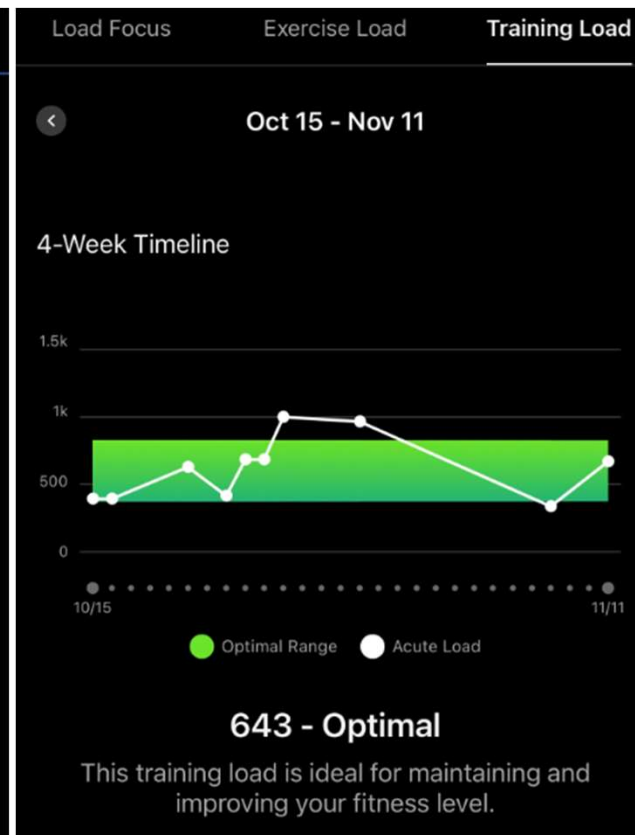 Load Focus Exercise Load Training Load
Oct 15 - Nov 11
4-Week Timeline
1.5k
1k
500
0
10/15 11/11
Optimal Range Acute Load
643 - Optimal
This training load is ideal for maintaining and
improving your fitness level.